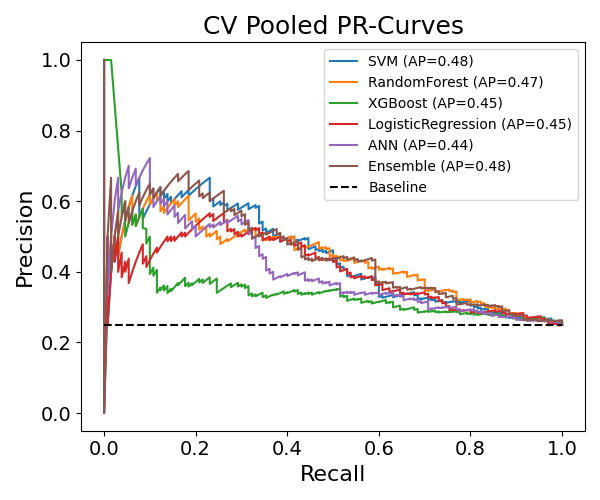 CV Pooled PR-Curves
Precision
1.0
0.8
0.6
0.4
0.2
0.0
SVM (AP=0.48)
RandomForest (AP=0.47)
XGBoost (AP=0.45)
LogisticRegression (AP=0.45)
ANN (AP=0.44)
Ensemble (AP=0.48)
Baseline
0.0 0.2 0.4 0.6 0.8 1.0
Recall